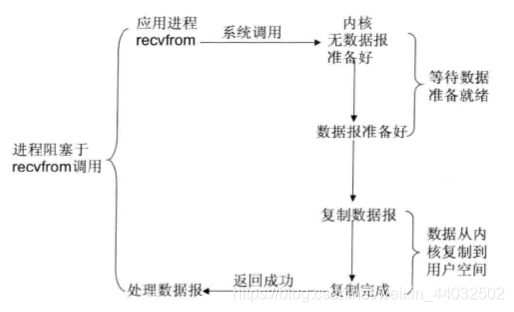 应用进程
recvfrom
系统调用
内核
无数据报
准备好
等待数据
准备就绪
数据报准备好
进程阻塞于
recvfrom调用
复制数据报
数据从内
核复制到
用户空间
处理数据报
返回成功
复制完成
https://blog.csdn.net/weixin_44032502